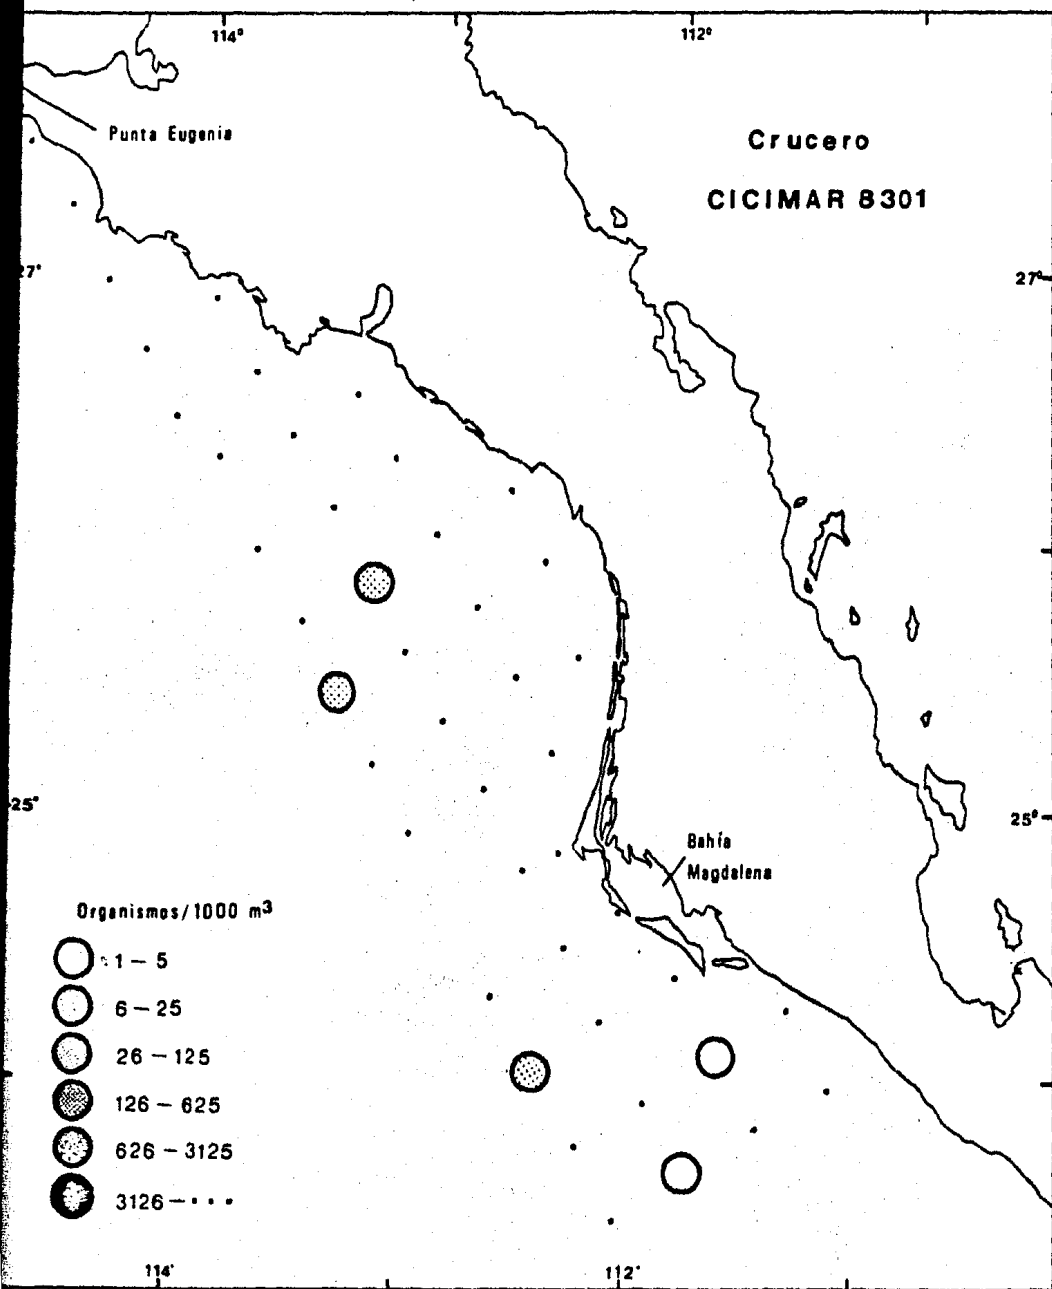 114° 112°
Punta Eugenia
Crucero
CICIMAR 8301
27° 27°
25° 25°
Bahía
Magdalena
Organismos/1000 m³
1 — 5
6 — 25
26 — 125
126 — 625
626 — 3125
3126 — • • •
114° 112°